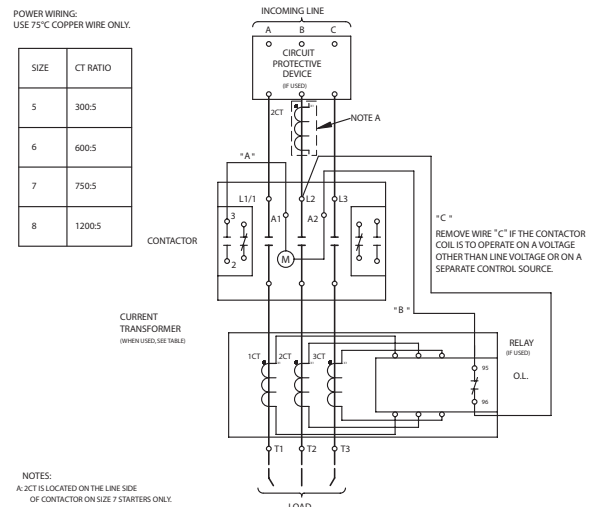 POWER WIRING:
USE 75°C COPPER WIRE ONLY.
SIZE CT RATIO
5 300:5
6 600:5
7 750:5
8 1200:5
INCOMING LINE
A B C
CIRCUIT
PROTECTIVE
DEVICE
(IF USED)
2CT
NOTE A
"A"
L1/1 L2 L3
3 A1 A2
2 M
CONTACTOR
"C"
REMOVE WIRE "C" IF THE CONTACTOR
COIL IS TO OPERATE ON A VOLTAGE
OTHER THAN LINE VOLTAGE OR ON A
SEPARATE CONTROL SOURCE.
"B"
CURRENT
TRANSFORMER
(WHEN USED, SEE TABLE)
1CT 2CT 3CT
RELAY
(IF USED)
O.L.
95
96
T1 T2 T3
LOAD
NOTES:
A: 2CT IS LOCATED ON THE LINE SIDE
OF CONTACTOR ON SIZE 7 STARTERS ONLY.